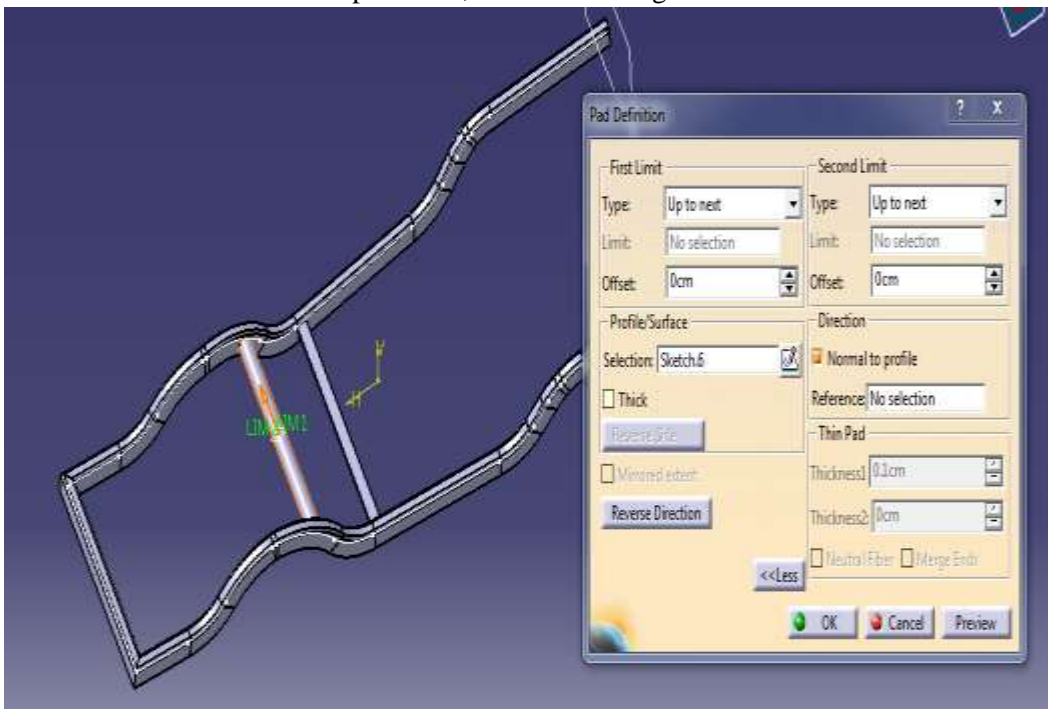 Pad Definition
? X
First Limit
Type: Up to next
Limit: No selection
Offset: 0cm
Second Limit
Type: Up to next
Limit: No selection
Offset: 0cm
Profile/Surface
Selection: Sketch.6
Thick
Reverse Side
Mirrored extent
Reverse Direction
Direction
Normal to profile
Reference: No selection
Thin Pad
Thickness1 0.1cm
Thickness2: 0cm
Neutral Fiber Merge Ends
<<Less
OK Cancel Preview
V
H